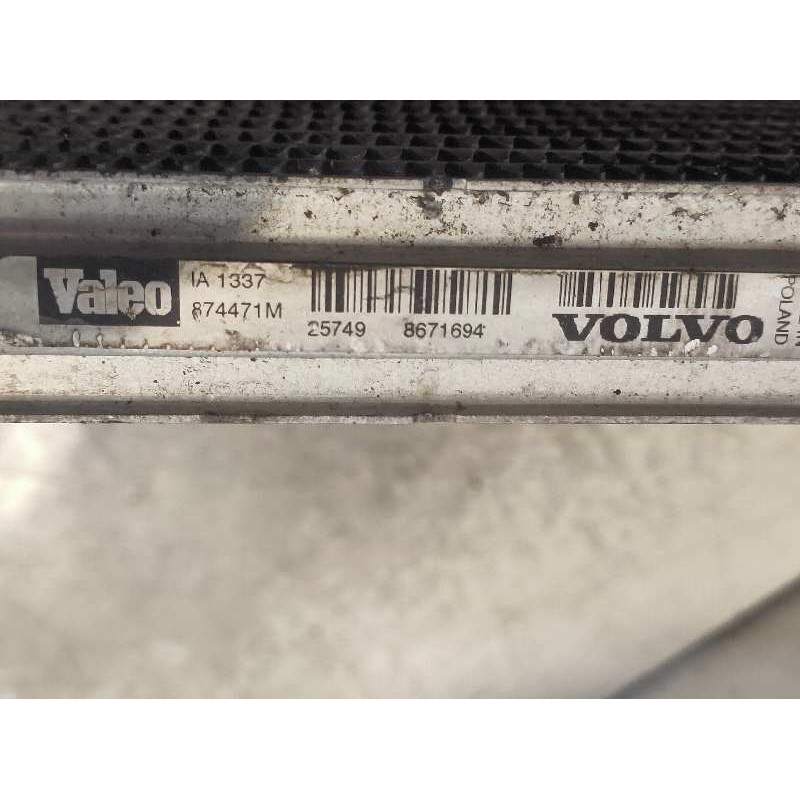 Valeo
IA 1337
874471M
25749 8671694
VOLVO
POLAND